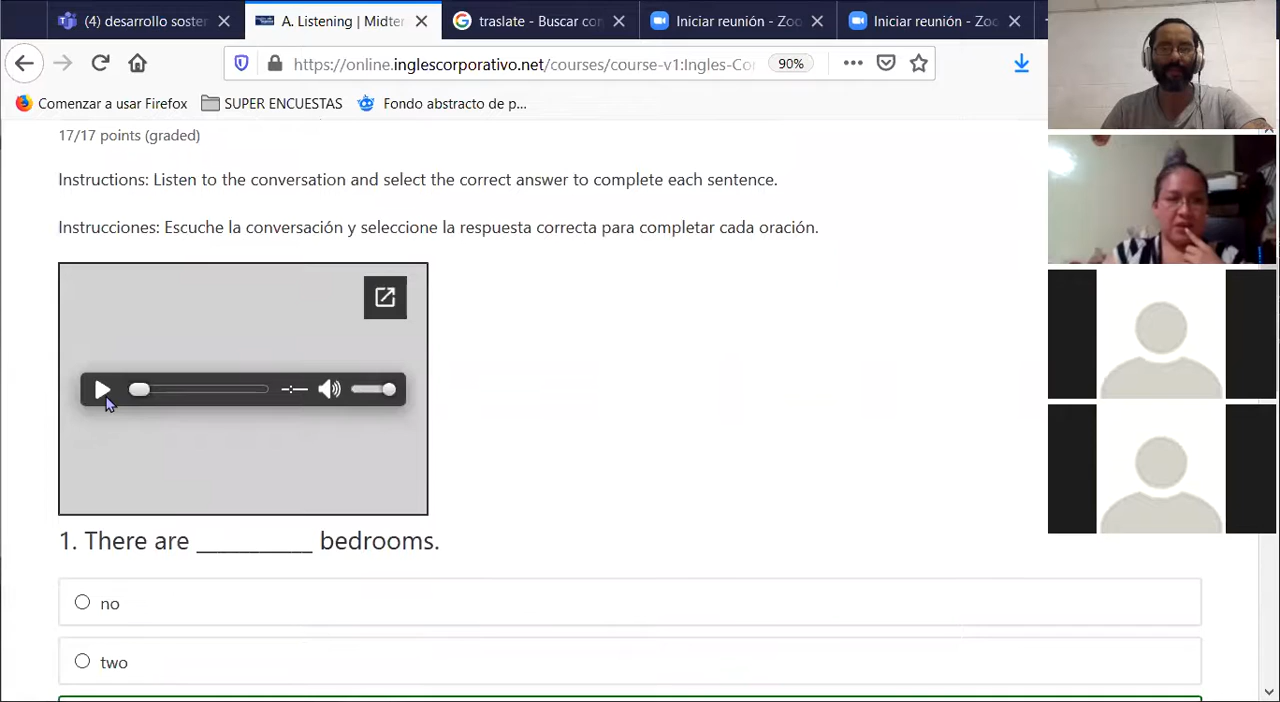 (4) desarrollo soster
A. Listening | Midter
traslate - Buscar con
Iniciar reunión - Zoo
Iniciar reunión - Zoo
https://online.inglescorporativo.net/courses/course-v1:Ingles-Cor
90%
Comenzar a usar Firefox
SUPER ENCUESTAS
Fondo abstracto de p...
17/17 points (graded)
Instructions: Listen to the conversation and select the correct answer to complete each sentence.
Instrucciones: Escuche la conversación y seleccione la respuesta correcta para completar cada oración.
--:--
1. There are __________ bedrooms.
no
two